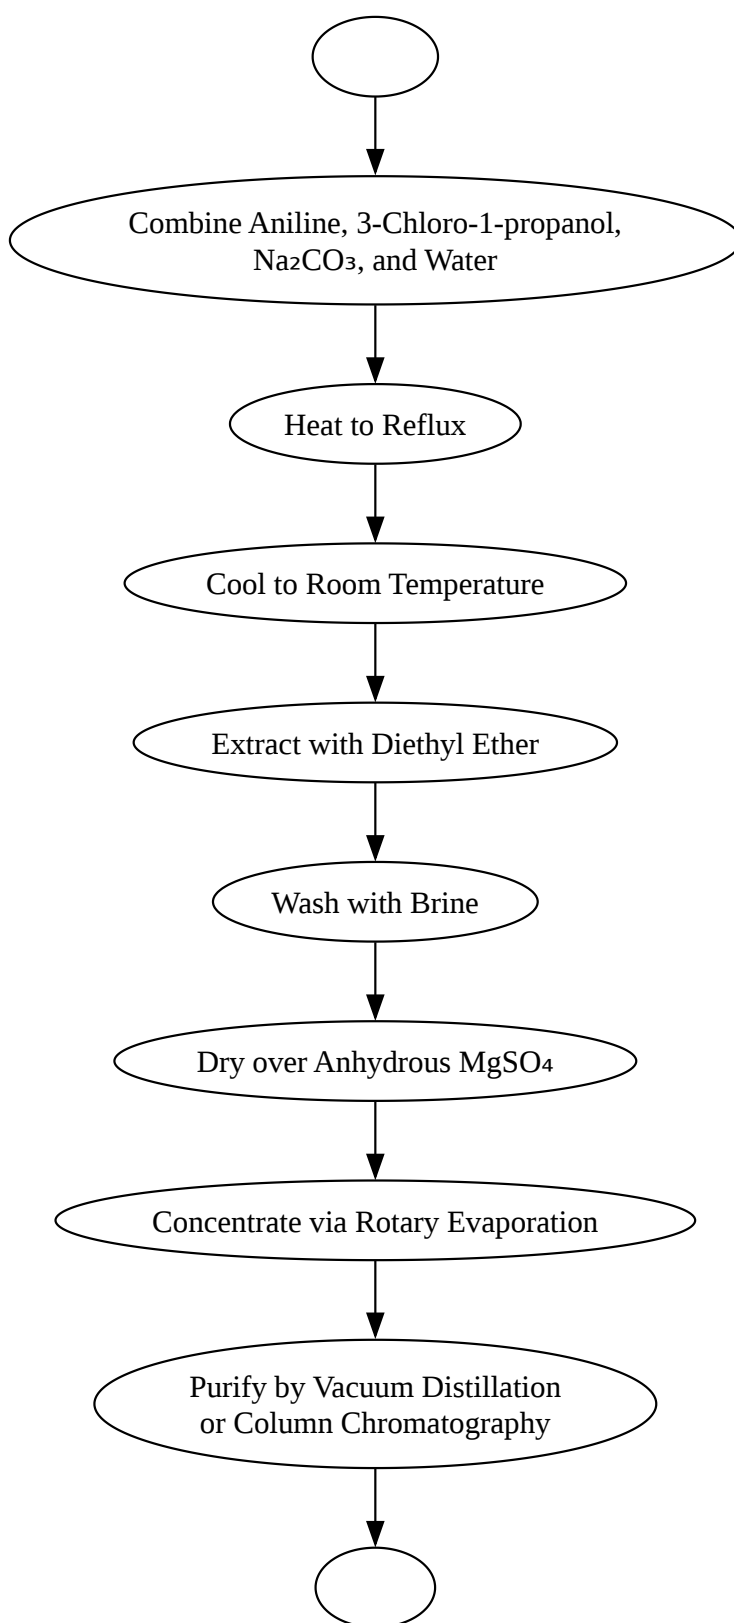 Combine Aniline, 3-Chloro-1-propanol,
Na₂CO₃, and Water
Heat to Reflux
Cool to Room Temperature
Extract with Diethyl Ether
Wash with Brine
Dry over Anhydrous MgSO₄
Concentrate via Rotary Evaporation
Purify by Vacuum Distillation
or Column Chromatography